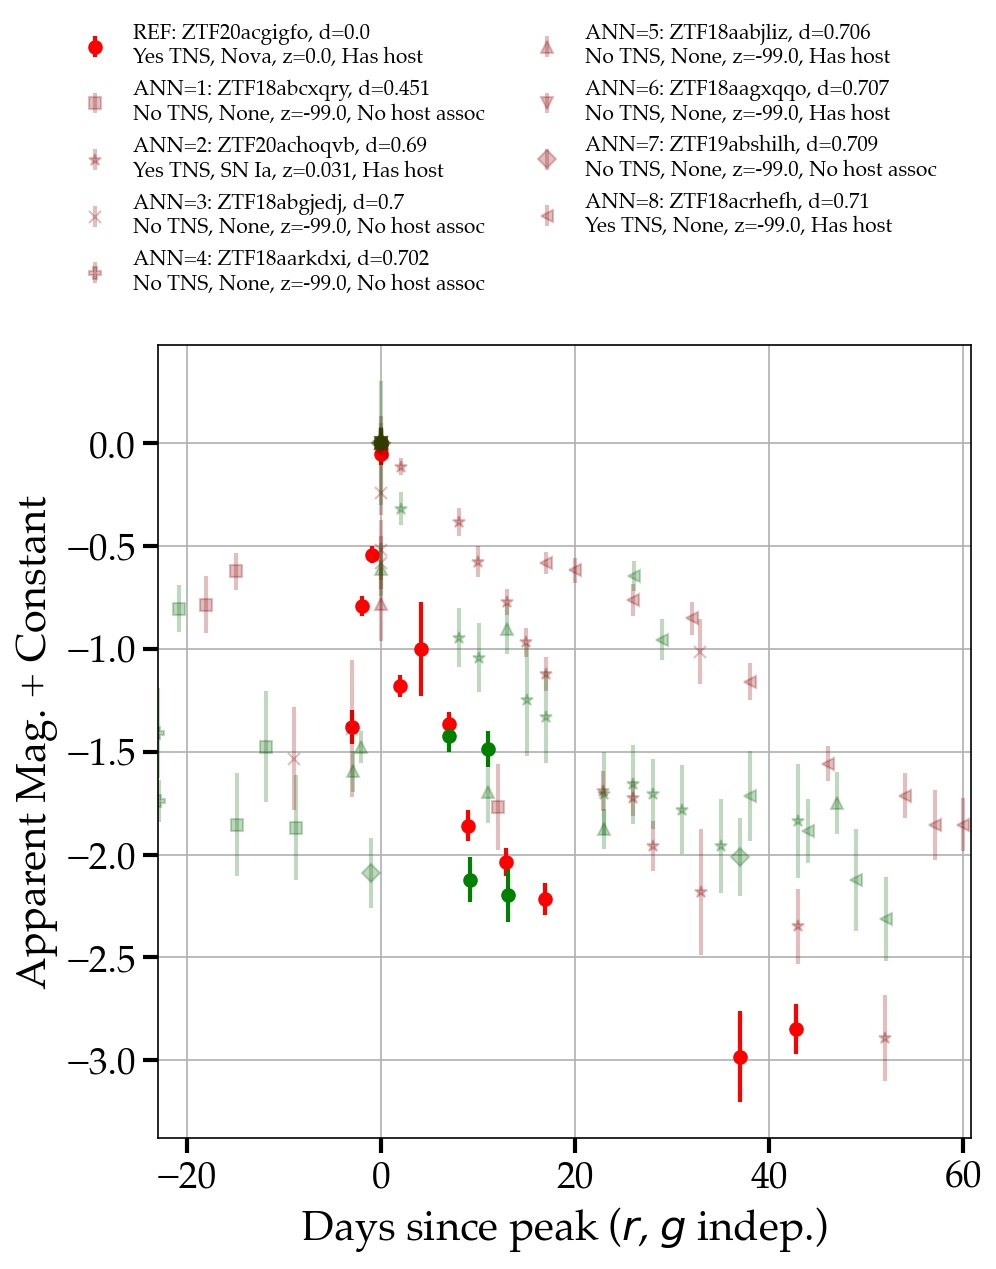 REF: ZTF20acgigfo, d=0.0
Yes TNS, Nova, z=0.0, Has host
ANN=1: ZTF18abcxqry, d=0.451
No TNS, None, z=-99.0, No host assoc
ANN=2: ZTF20achoqvb, d=0.69
Yes TNS, SN Ia, z=0.031, Has host
ANN=3: ZTF18abgjedj, d=0.7
No TNS, None, z=-99.0, No host assoc
ANN=4: ZTF18aarkdxi, d=0.702
No TNS, None, z=-99.0, No host assoc
ANN=5: ZTF18aabjliz, d=0.706
No TNS, None, z=-99.0, Has host
ANN=6: ZTF18aagxqqo, d=0.707
No TNS, None, z=-99.0, Has host
ANN=7: ZTF19abshilh, d=0.709
No TNS, None, z=-99.0, No host assoc
ANN=8: ZTF18acrhefh, d=0.71
Yes TNS, None, z=-99.0, Has host
Apparent Mag. + Constant
0.0
−0.5
−1.0
−1.5
−2.0
−2.5
−3.0
−20 0 20 40 60
Days since peak (r, g indep.)